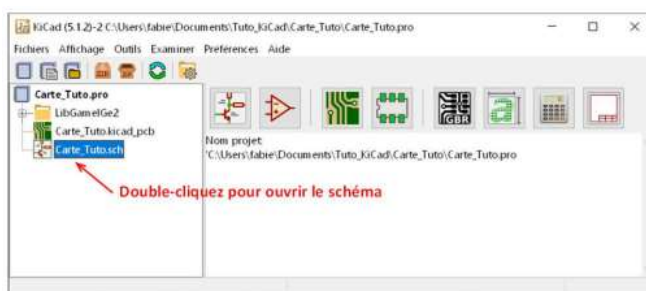 KiCad (5.1.2)-2 C:\Users\fabie\Documents\Tuto_KiCad\Carte_Tuto\Carte_Tuto.pro
Fichiers Affichage Outils Examiner Préférences Aide
Carte_Tuto.pro
LibGameIGe2
Carte_Tuto.kicad_pcb
Carte_Tuto.sch
GBR
Nom projet:
'C:\Users\fabie\Documents\Tuto_KiCad\Carte_Tuto\Carte_Tuto.pro
Double-cliquez pour ouvrir le schéma